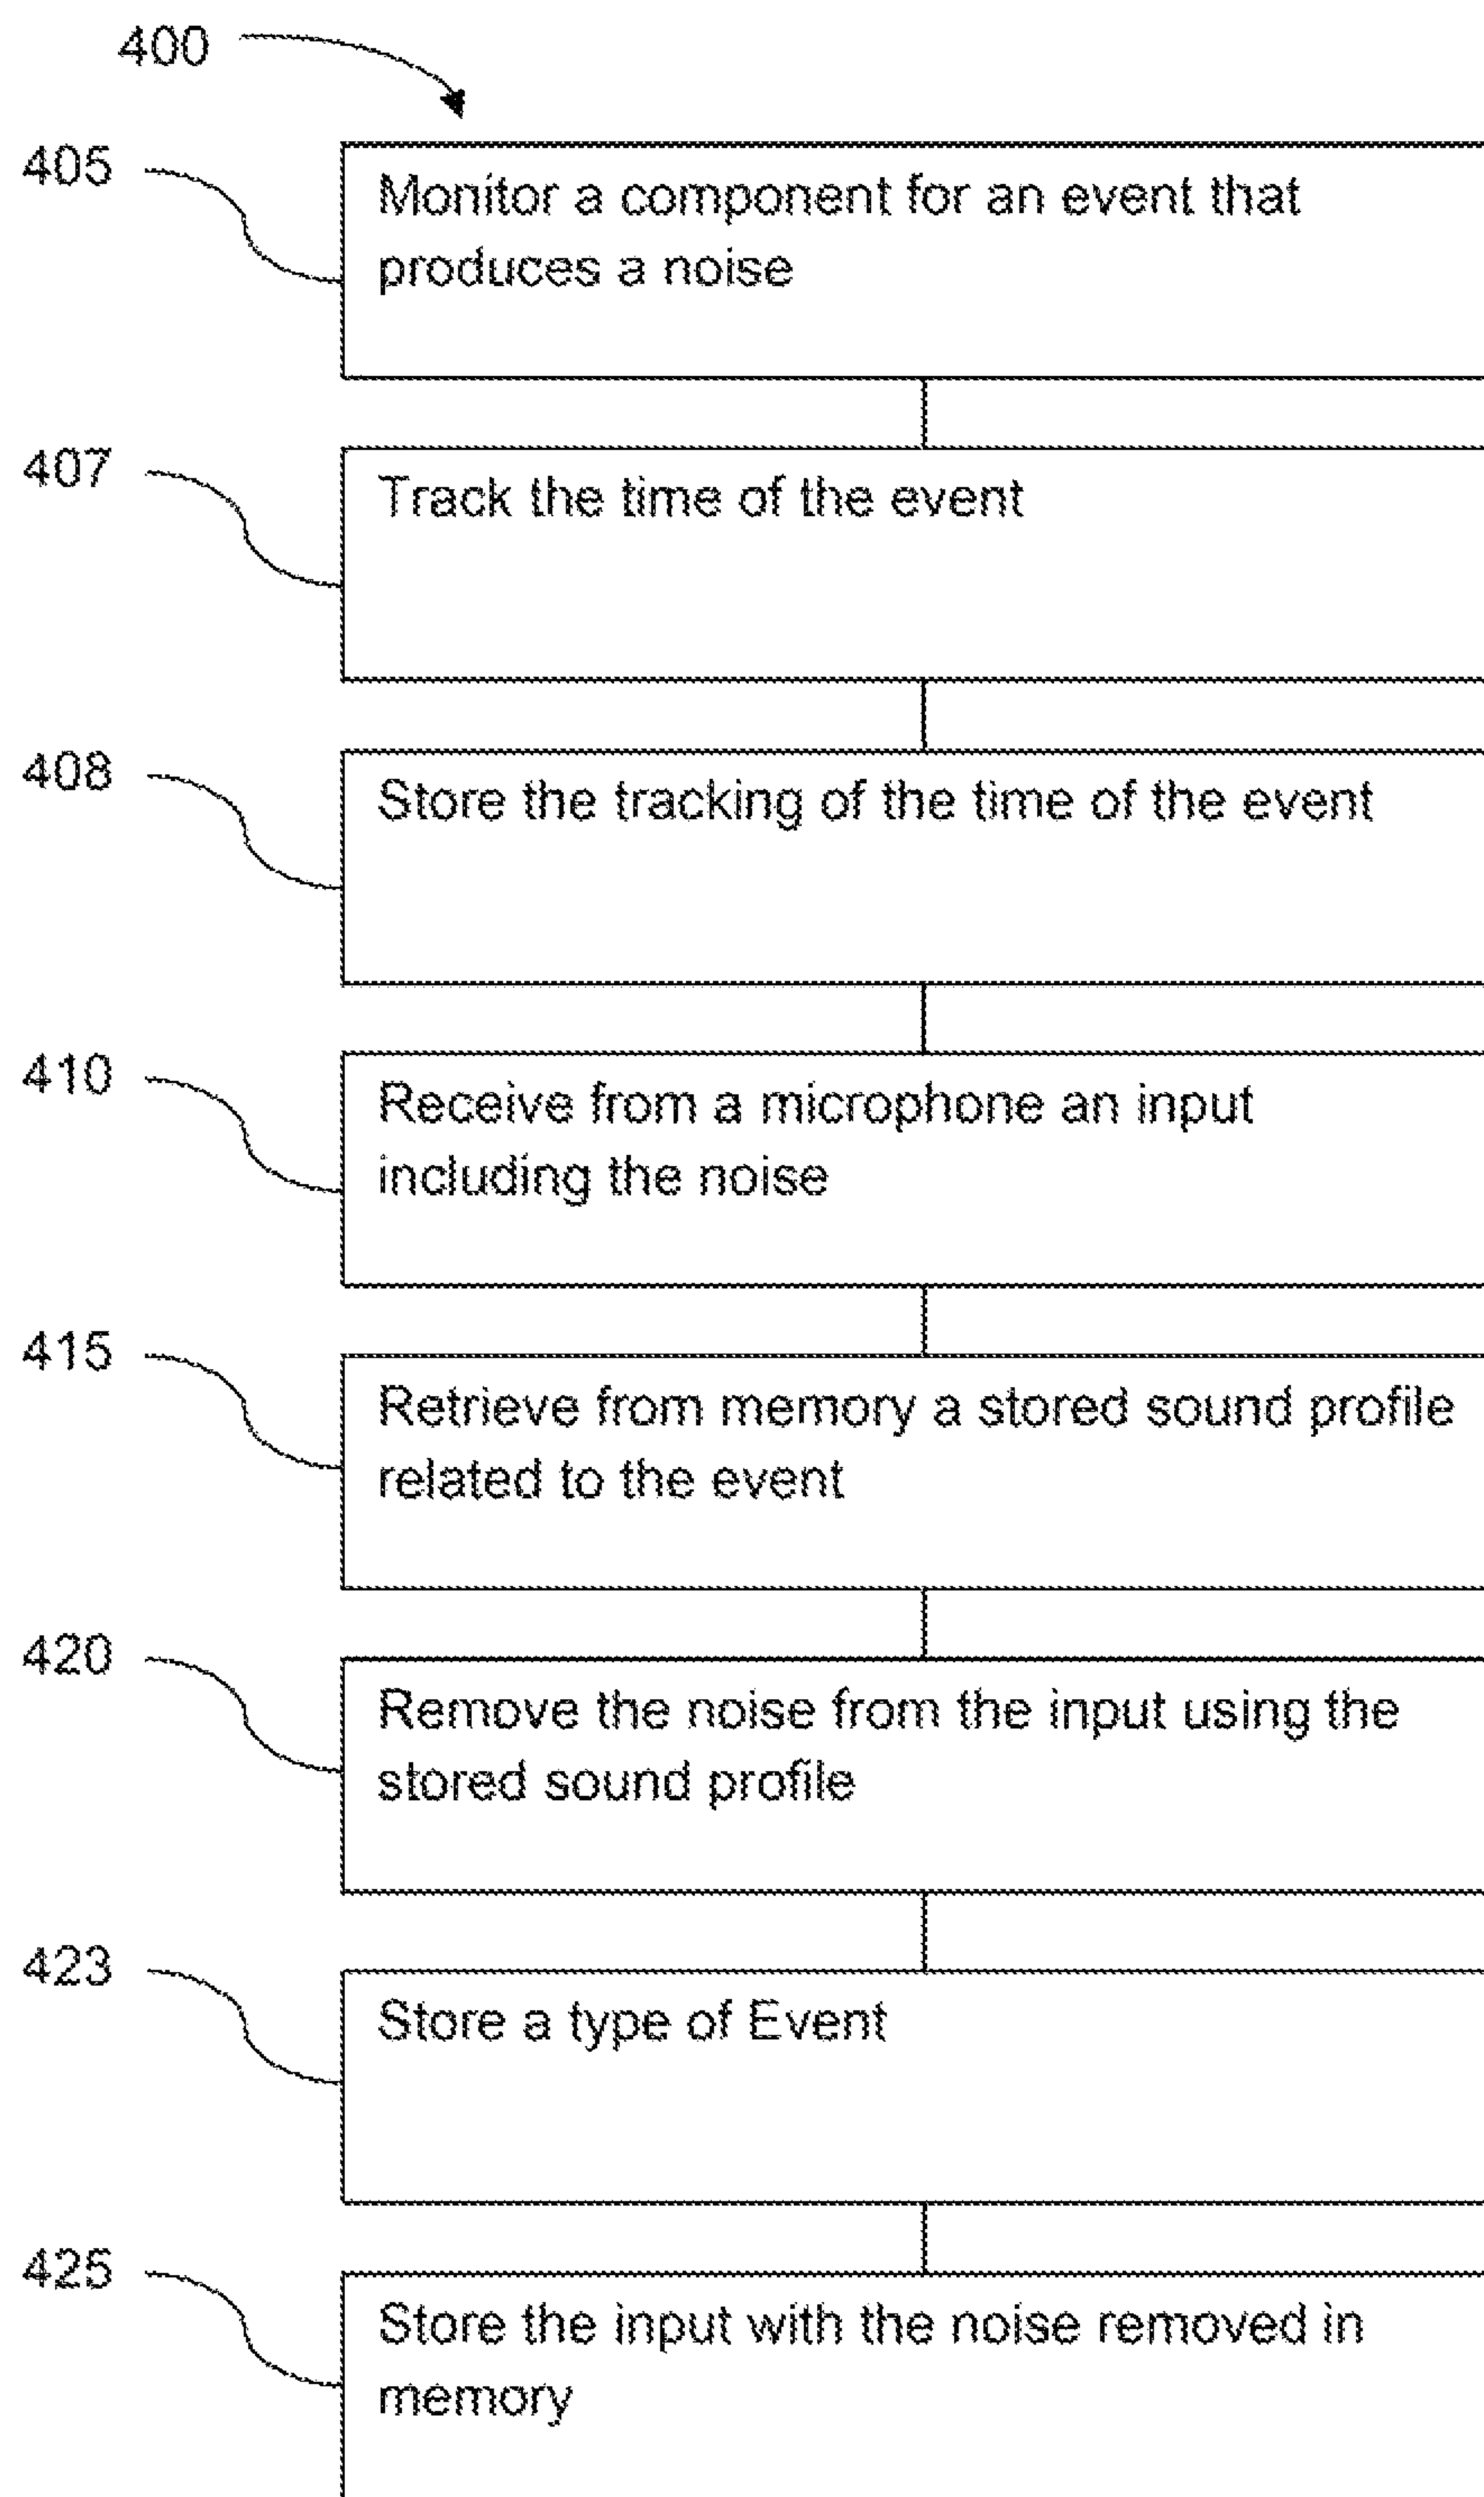 400
405
Monitor a component for an event that
produces a noise
407
Track the time of the event
408
Store the tracking of the time of the event
410
Receive from a microphone an input
including the noise
415
Retrieve from memory a stored sound profile
related to the event
420
Remove the noise from the input using the
stored sound profile
423
Store a type of Event
425
Store the input with the noise removed in
memory